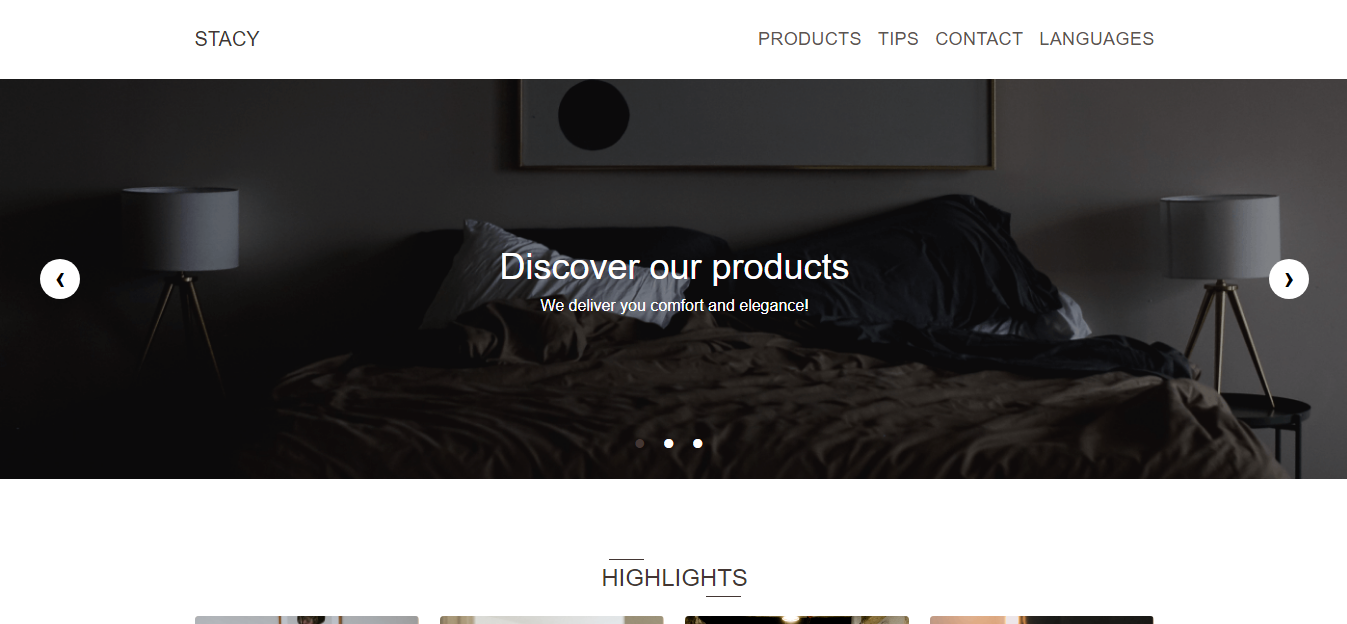 STACY
PRODUCTS TIPS CONTACT LANGUAGES
Discover our products
We deliver you comfort and elegance!
HIGHLIGHTS